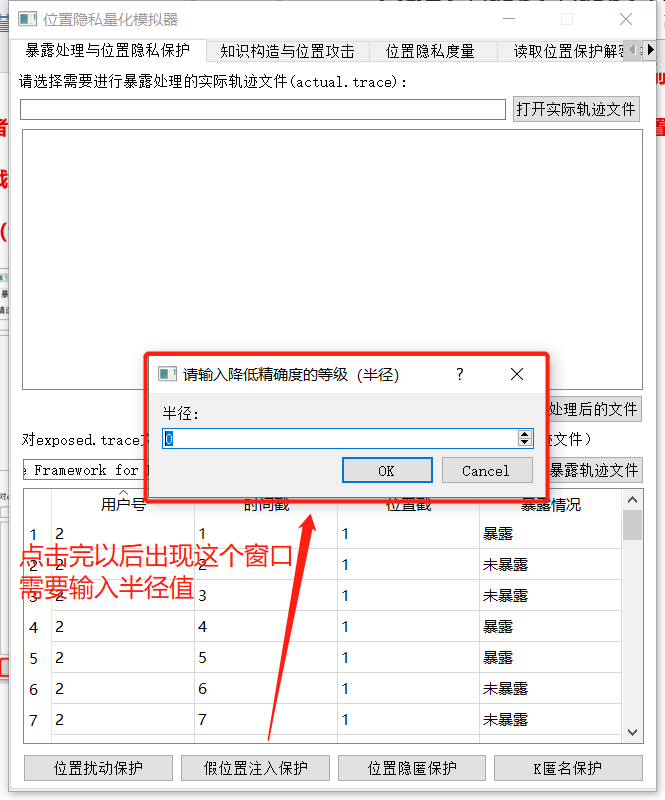 位置隐私量化模拟器
暴露处理与位置隐私保护 知识构造与位置攻击 位置隐私度量 读取位置保护解
请选择需要进行暴露处理的实际轨迹文件(actual.trace):
打开实际轨迹文件
请输入降低精确度的等级（半径） ?
半径:
0
OK Cancel
处理后的文件
对exposed.trace 文件）
e Framework for 暴露轨迹文件
用户号 时间戳 位置戳 暴露情况
1 2 1 1 暴露
2 2 2 1 未暴露
3 2 3 1 未暴露
4 2 4 1 暴露
5 2 5 1 暴露
6 2 6 1 未暴露
7 2 7 1 未暴露
点击完以后出现这个窗口
需要输入半径值
位置扰动保护 假位置注入保护 位置隐匿保护 K匿名保护